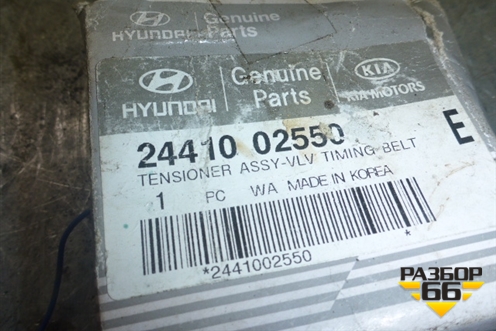 HYUNDAI Genuine Parts
HYUNDAI Genuine Parts KIA MOTORS
24410 02550 E
TENSIONER ASSY-VLV TIMING BELT
1 PC WA MADE IN KOREA
*2441002550
РАЗБОР
66